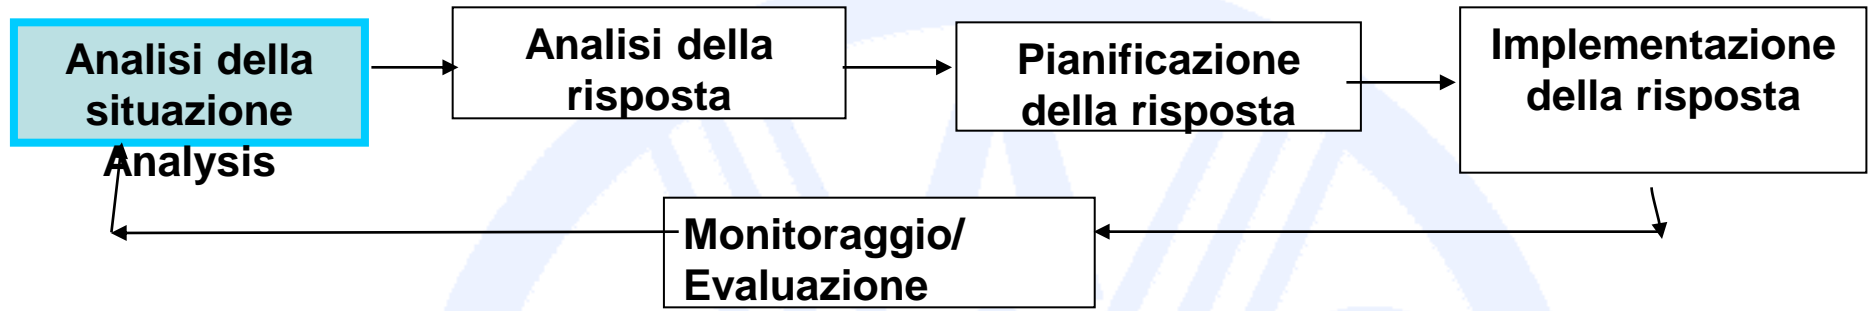 Analisi della
situazione
Analysis
Analisi della
risposta
Pianificazione
della risposta
Implementazione
della risposta
Monitoraggio/
Evaluazione